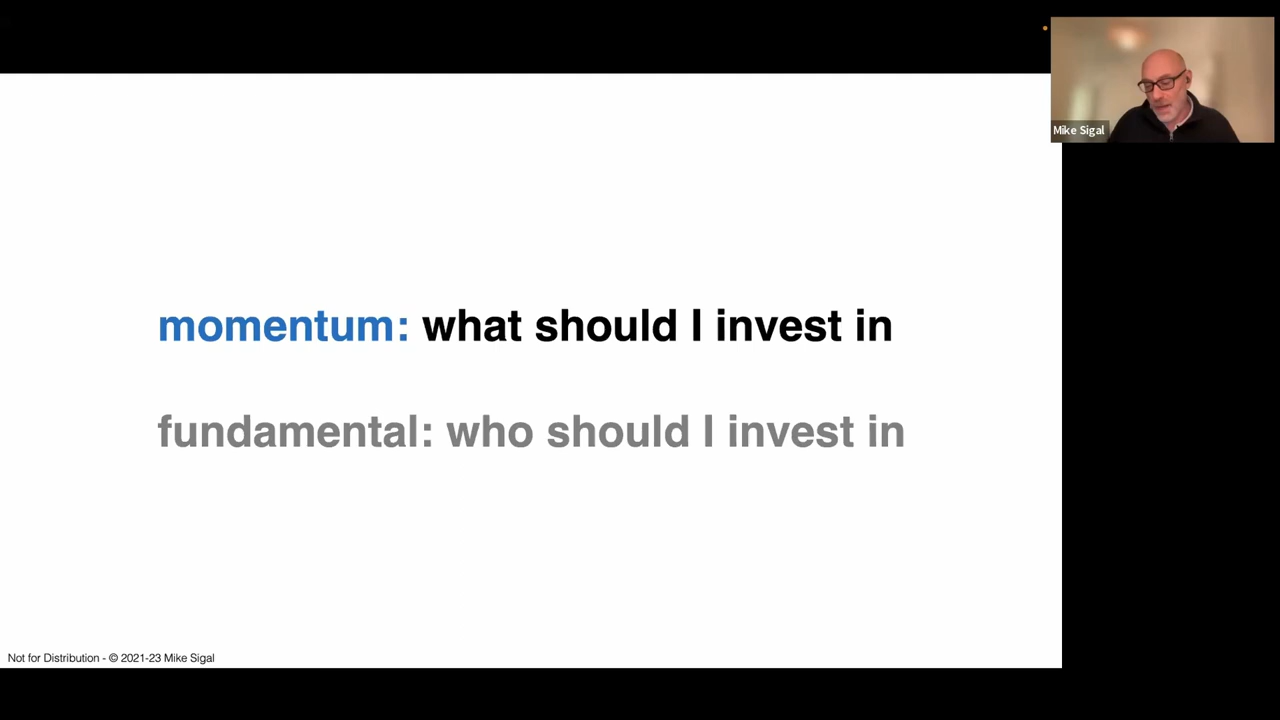 Mike Sigal
momentum: what should I invest in
fundamental: who should I invest in
Not for Distribution - © 2021-23 Mike Sigal